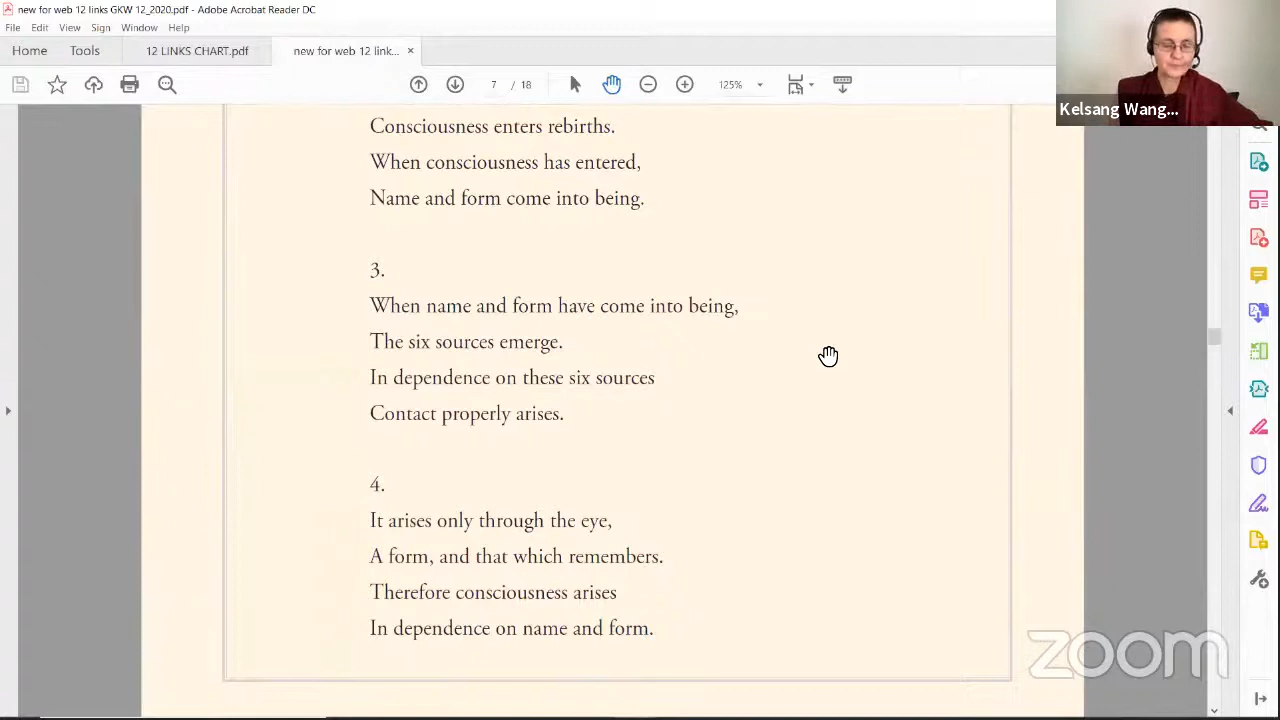 new for web 12 links GKW 12_2020.pdf - Adobe Acrobat Reader DC
File Edit View Sign Window Help
Home Tools 12 LINKS CHART.pdf new for web 12 link... ×
7 / 18 125%
Kelsang Wang...
Consciousness enters rebirths.
When consciousness has entered,
Name and form come into being.
3.
When name and form have come into being,
The six sources emerge.
In dependence on these six sources
Contact properly arises.
4.
It arises only through the eye,
A form, and that which remembers.
Therefore consciousness arises
In dependence on name and form.
zoom